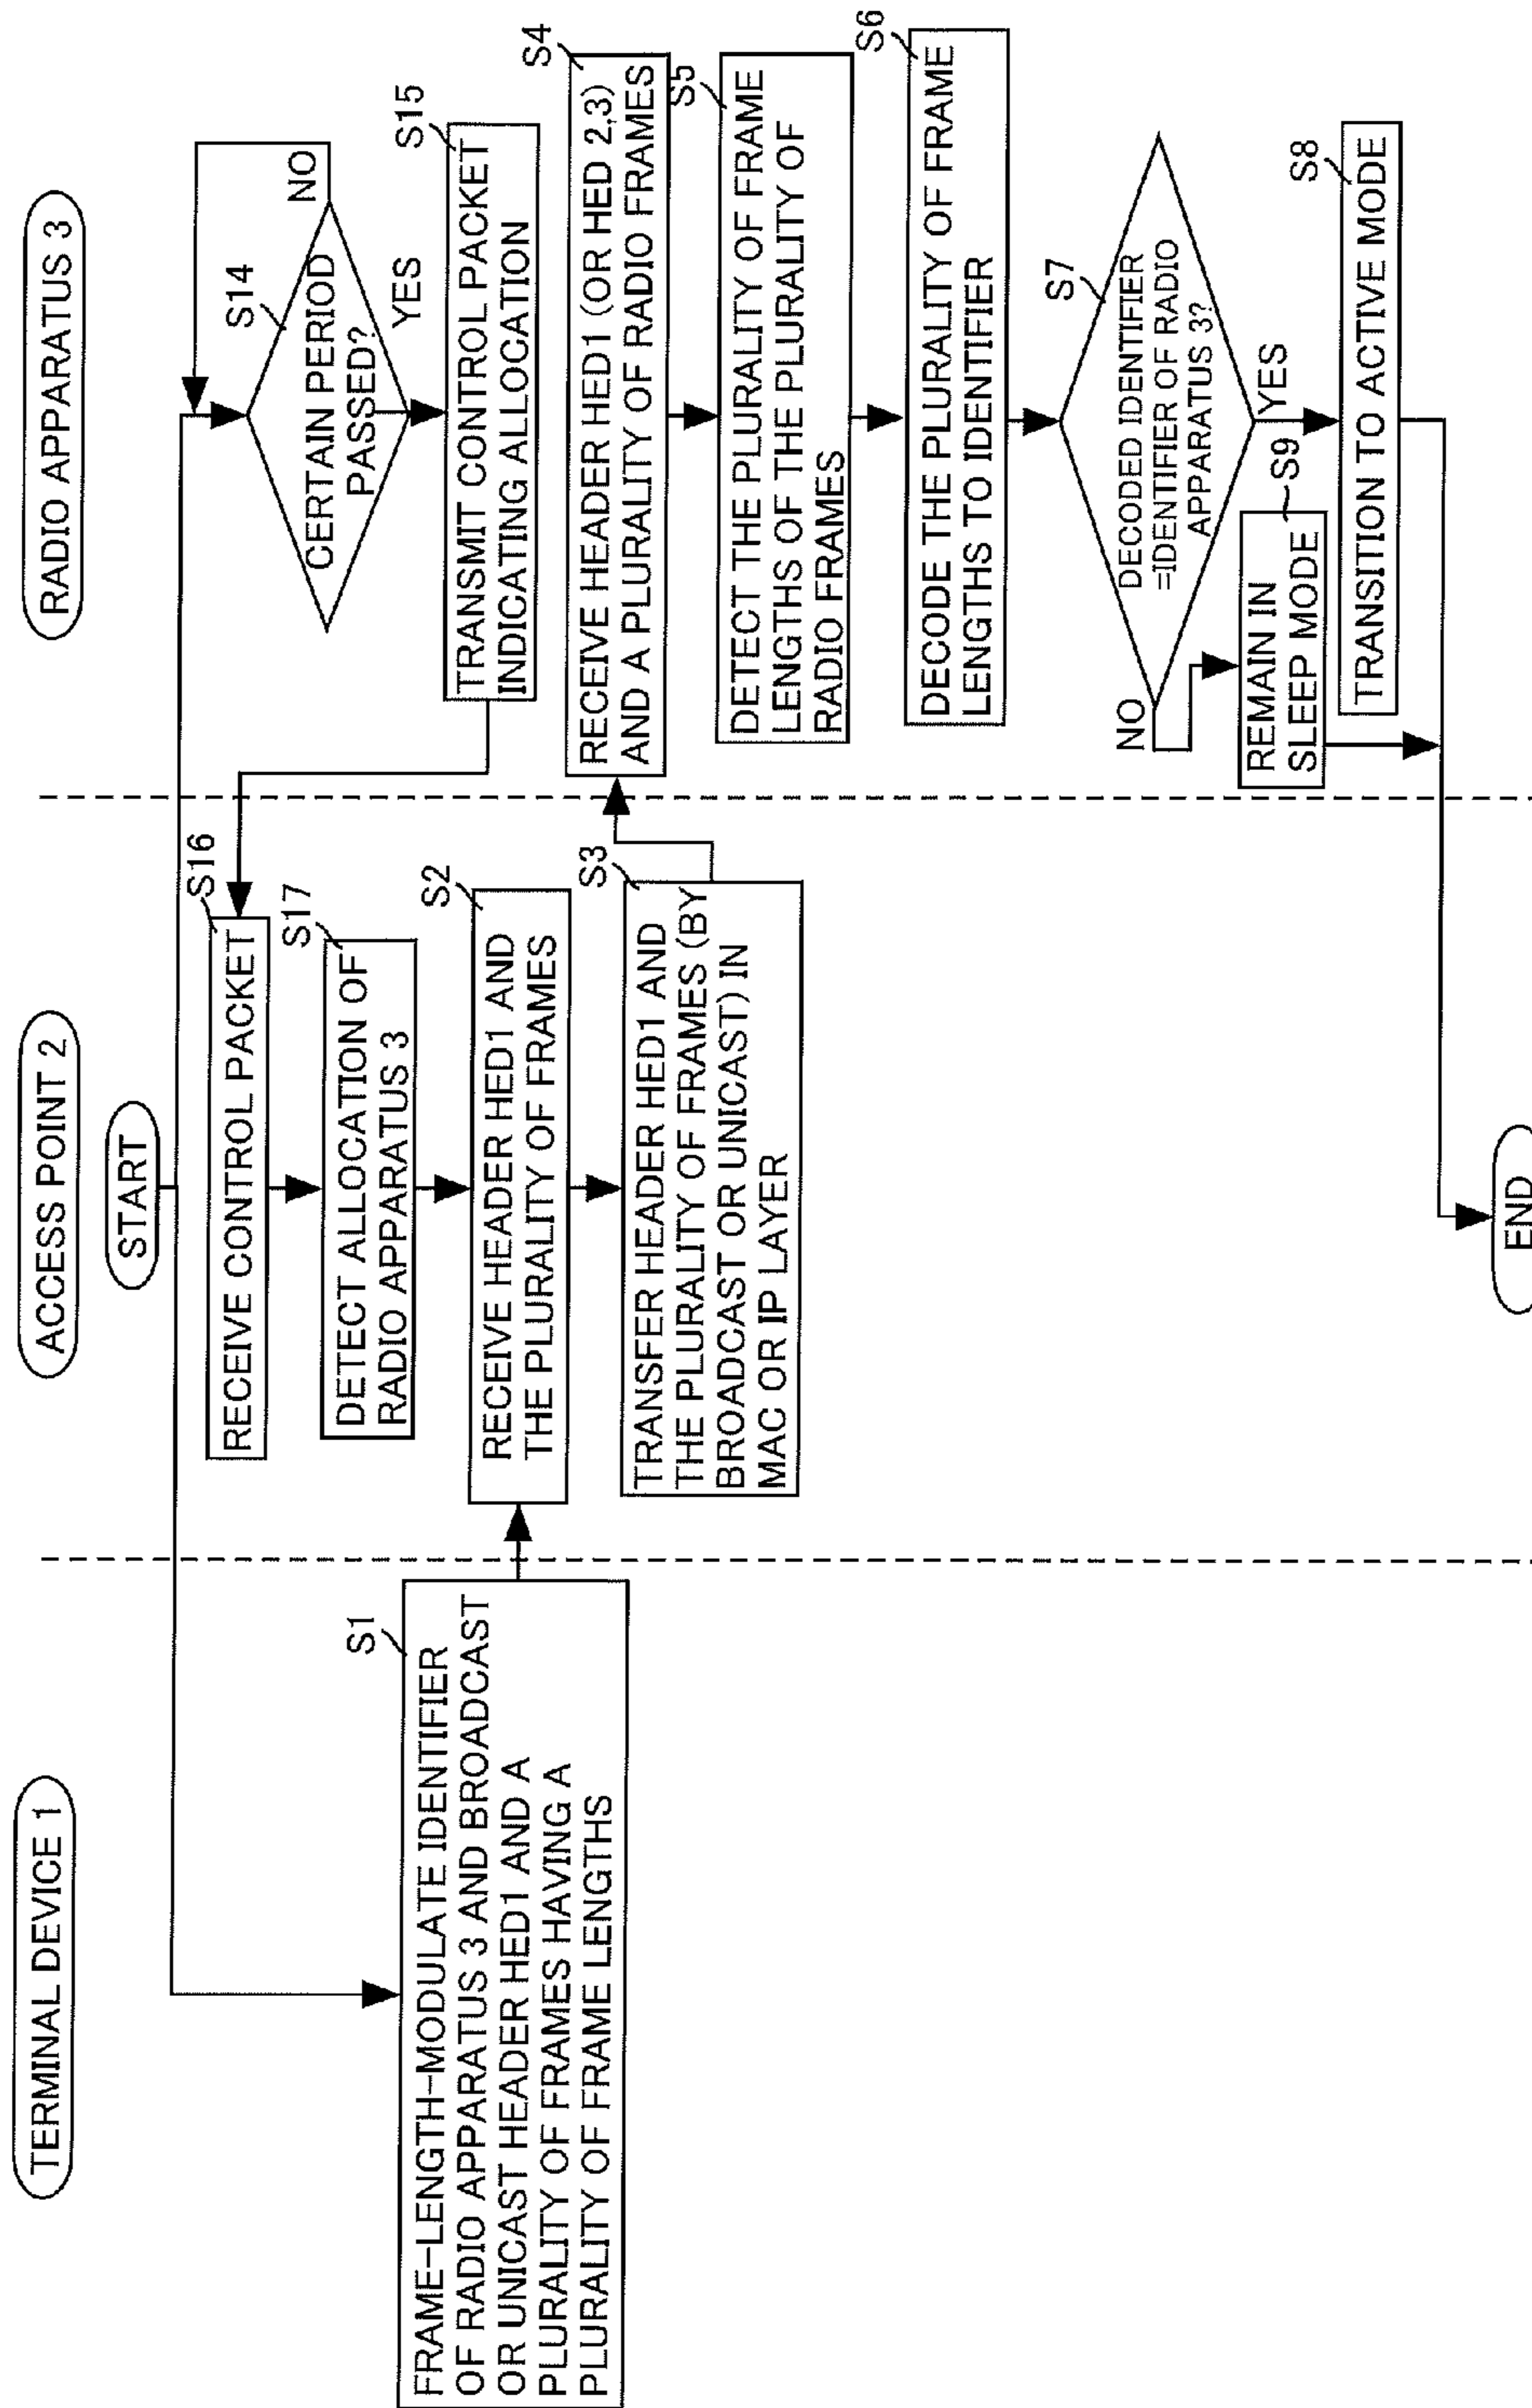 TERMINAL DEVICE 1
ACCESS POINT 2
RADIO APPARATUS 3
START
S14
CERTAIN PERIOD
PASSED?
NO
YES
S15
TRANSMIT CONTROL PACKET
INDICATING ALLOCATION
S16
RECEIVE CONTROL PACKET
S17
DETECT ALLOCATION OF
RADIO APPARATUS 3
S1
FRAME-LENGTH-MODULATE IDENTIFIER
OF RADIO APPARATUS 3 AND BROADCAST
OR UNICAST HEADER HED1 AND A
PLURALITY OF FRAMES HAVING A
PLURALITY OF FRAME LENGTHS
S2
RECEIVE HEADER HED1 AND
THE PLURALITY OF FRAMES
S3
TRANSFER HEADER HED1 AND
THE PLURALITY OF FRAMES (BY
BROADCAST OR UNICAST) IN
MAC OR IP LAYER
S4
RECEIVE HEADER HED1 (OR HED 2,3)
AND A PLURALITY OF RADIO FRAMES
S5
DETECT THE PLURALITY OF FRAME
LENGTHS OF THE PLURALITY OF
RADIO FRAMES
S6
DECODE THE PLURALITY OF FRAME
LENGTHS TO IDENTIFIER
S7
DECODED IDENTIFIER
=IDENTIFIER OF RADIO
APPARATUS 3?
NO
YES
S9
REMAIN IN
SLEEP MODE
S8
TRANSITION TO ACTIVE MODE
END